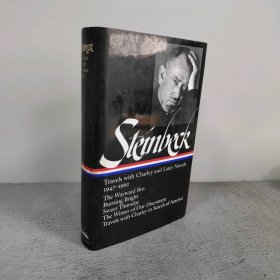 Steinbeck
Steinbeck
Travels with Charley and Later Novels
1947–1962
The Wayward Bus
Burning Bright
Sweet Thursday
The Winter of Our Discontent
Travels with Charley in Search of America